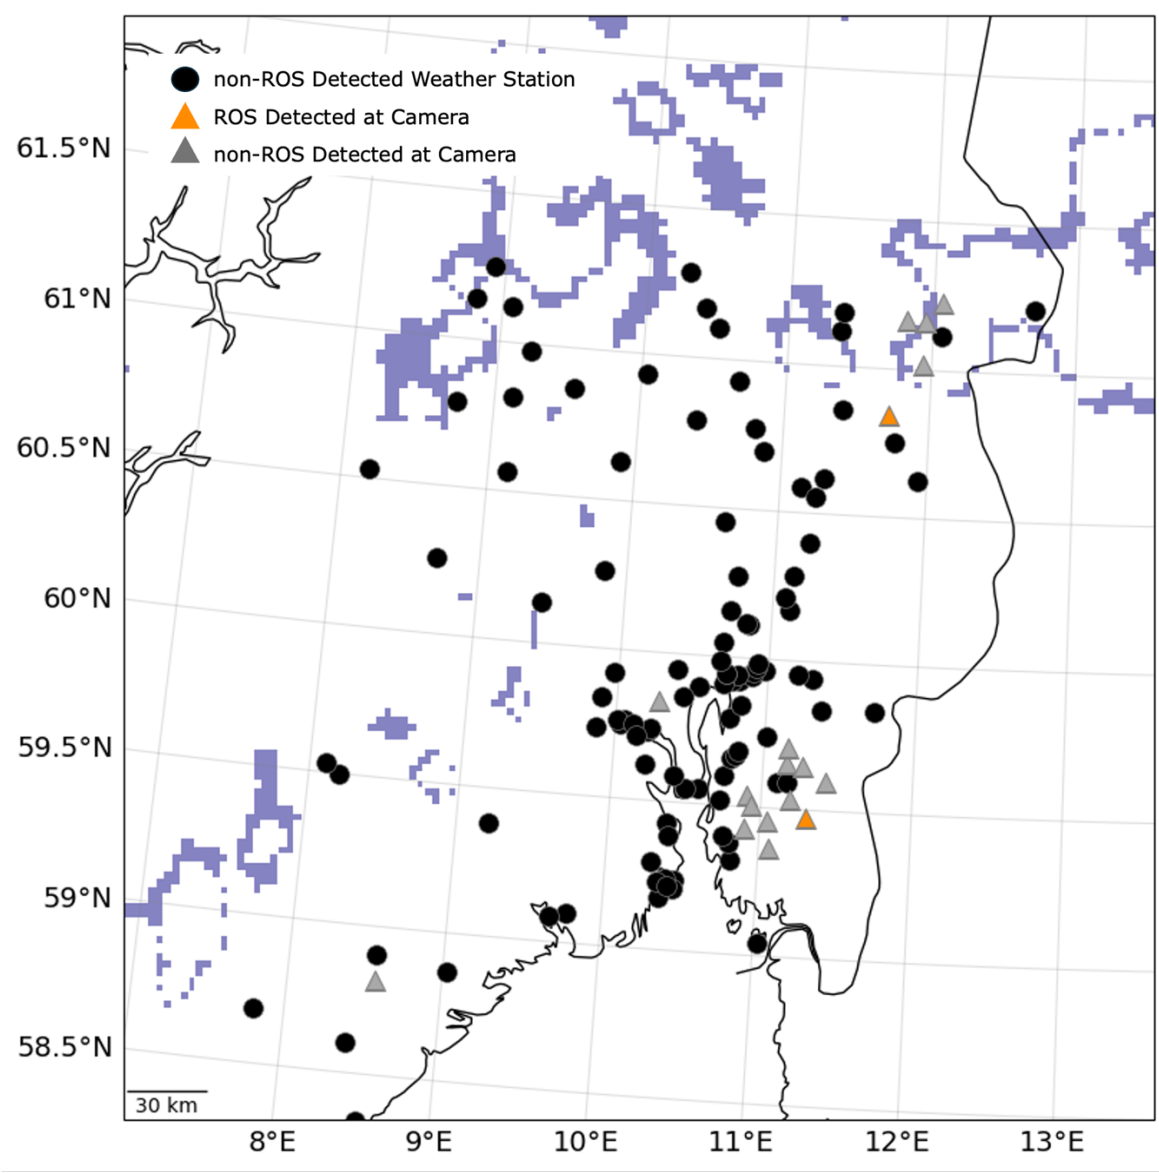 non-ROS Detected Weather Station
ROS Detected at Camera
non-ROS Detected at Camera
61.5°N
61°N
60.5°N
60°N
59.5°N
59°N
58.5°N
30 km
8°E 9°E 10°E 11°E 12°E 13°E